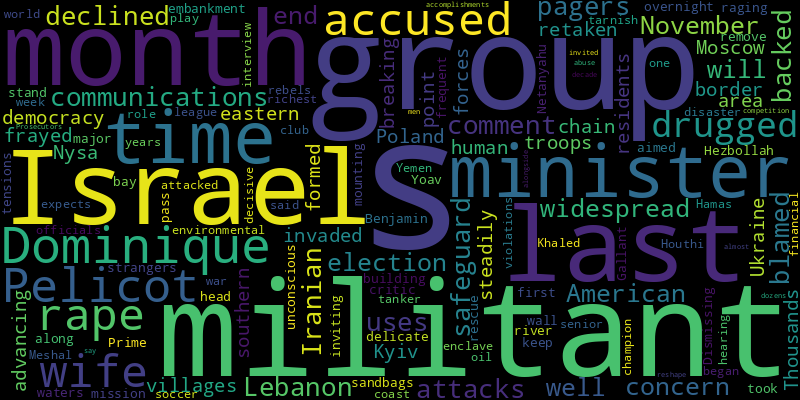 world declined embankment play accused accomplishments pagers overnight raging
month group interview tarnish retaken November remove backed
stand communications end breaking point frequent forces Netanyahu invited abuse decade one Moscow will border
week role league rebels richest residents area disaster competition
democracy eastern men comment chain drugged
Prosecutors frayed major time club Poland human troops aimed Hezbollah
Nysa years formed mounting minister alongside
tensions Israel s Yemen Yoav
bay attacked pass decisive said Benjamin widespread Hamas
expects officials environmental invaded violations last Ukraine blamed financial
Dominique strangers unconscious election safeguard steadily Khaled Houthi almost Gallant
Pelicot war Iranian building critic American dozens
advancing rape head southern inviting tanker militant rescue first
along Prime uses delicate wall senior river champion Dismissing hearing Thousands
Meshal say wife Kyiv enclave oil keep reshape began
waters mission villages soccer Lebanon sandbags coast attacks well concern took